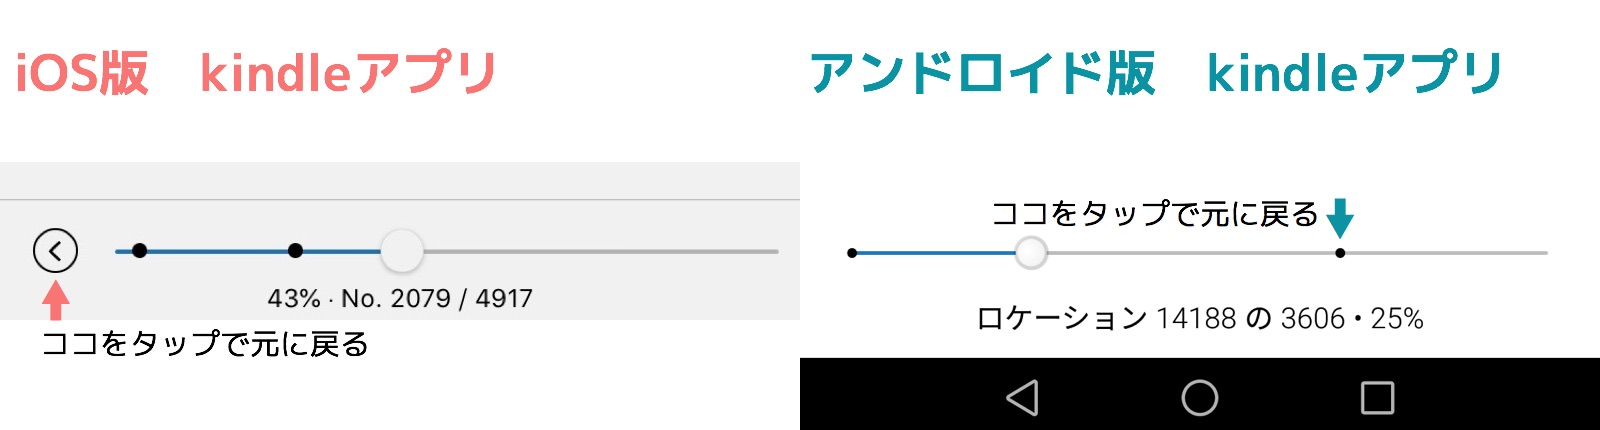 iOS版　kindleアプリ
43% · No. 2079 / 4917
ココをタップで元に戻る
アンドロイド版　kindleアプリ
ココをタップで元に戻る
ロケーション 14188 の 3606 • 25%